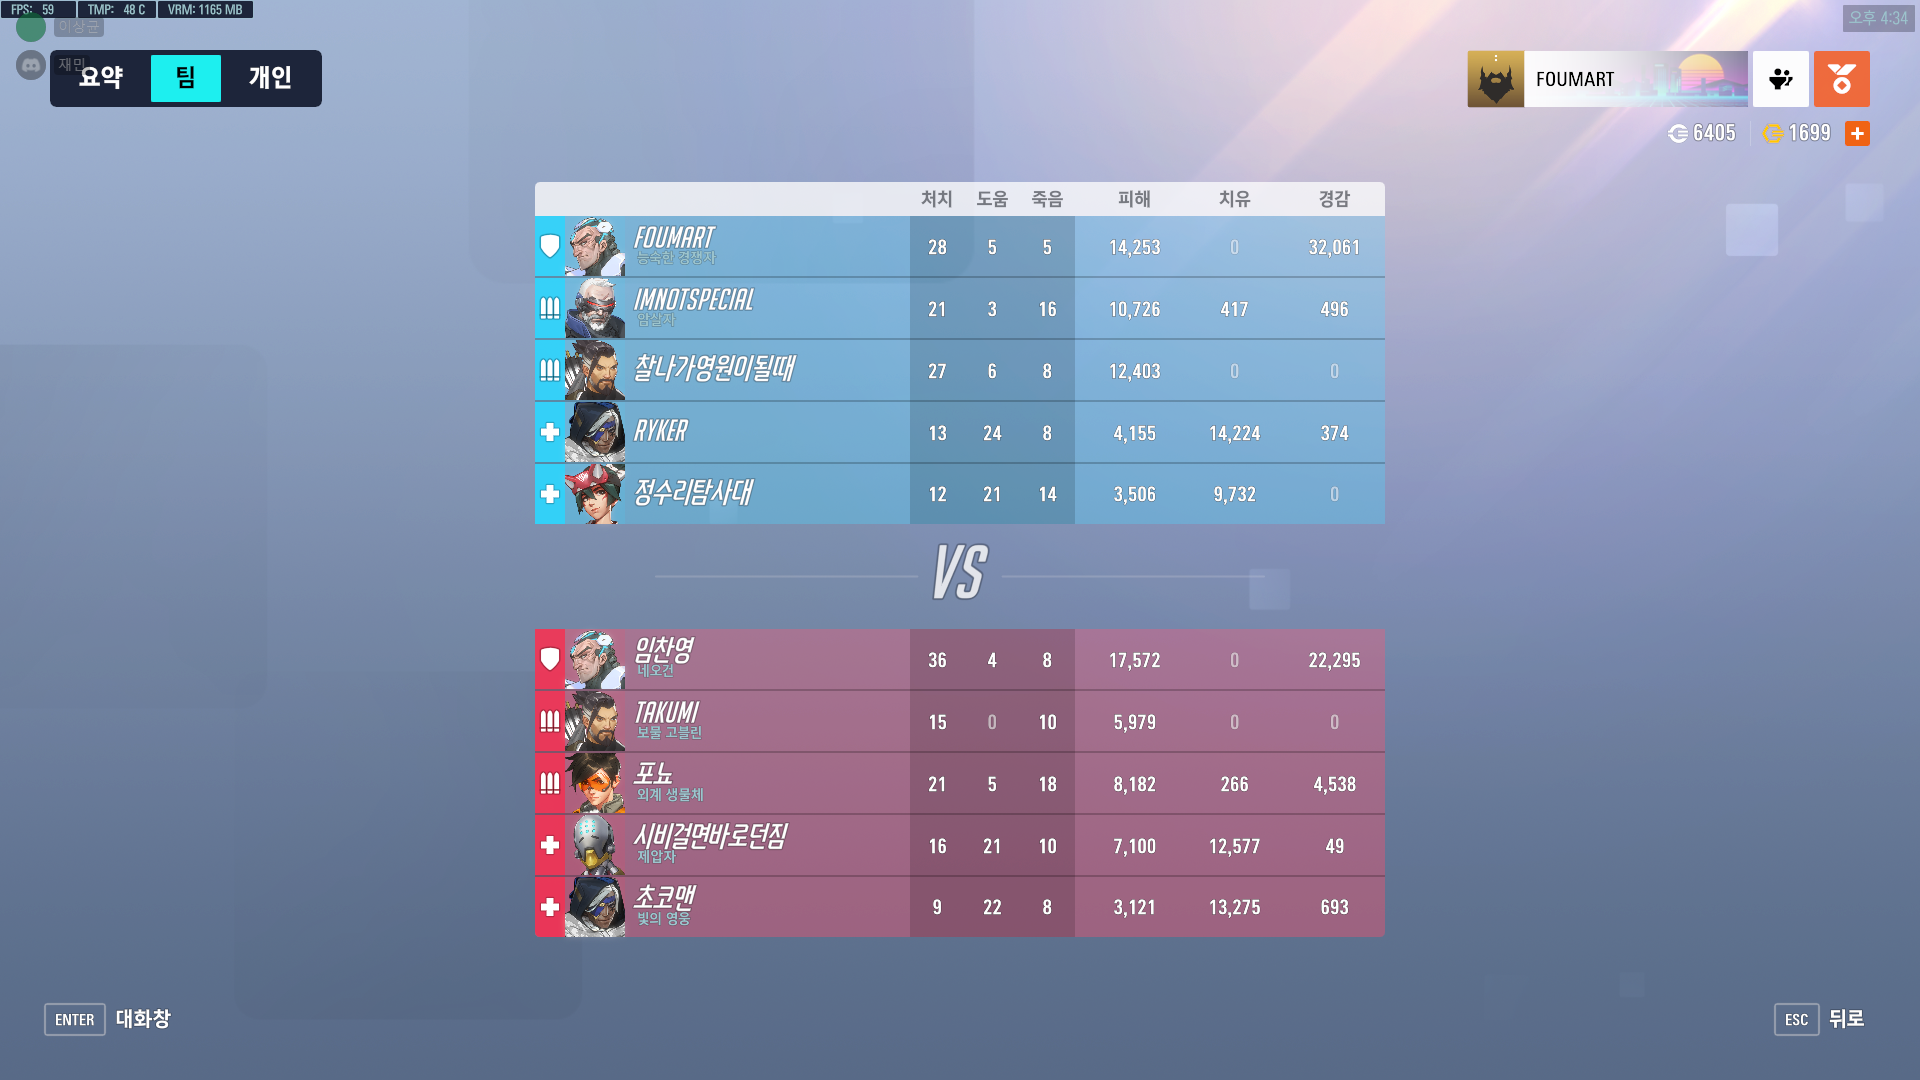 FPS: 59 TMP: 48 C VRM: 1165 MB
오후 4:34
이상균
재민
요약 팀 개인
FOUMART
6405 1699
처치 도움 죽음 피해 치유 경감
FOUMART 28 5 5 14,253 0 32,061
능숙한 경쟁자
IMNOTSPECIAL 21 3 16 10,726 417 496
암살자
찰나가영원이될때 27 6 8 12,403 0 0
RYKER 13 24 8 4,155 14,224 374
정수리탐사대 12 21 14 3,506 9,732 0
VS
임찬영 36 4 8 17,572 0 22,295
네오건
TAKUMI 15 0 10 5,979 0 0
보물 고블린
포뇨 21 5 18 8,182 266 4,538
외계 생물체
시비걸면바로던짐 16 21 10 7,100 12,577 49
제압자
초코맨 9 22 8 3,121 13,275 693
빛의 영웅
ENTER 대화창
ESC 뒤로